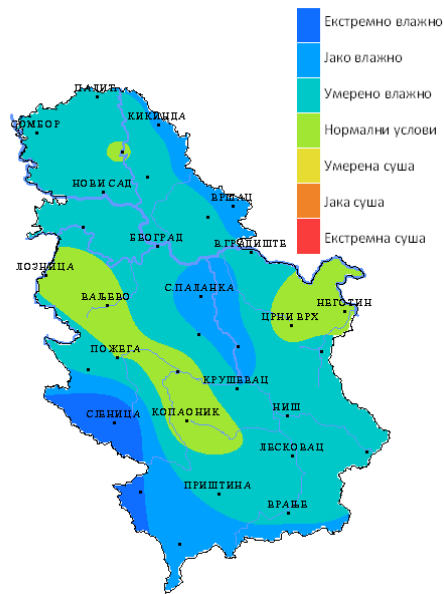 Екстремно влажно
Јако влажно
Умерено влажно
Нормални услови
Умерена суша
Јака суша
Екстремна суша
ПАЛИЋ
СОМБОР
КИКИНДА
НОВИ САД
ВРШАЦ
БЕОГРАД
В.ГРАДИШТЕ
ЛОЗНИЦА
ВАЉЕВО
С.ПАЛАНКА
НЕГОТИН
ЦРНИ ВРХ
ПОЖЕГА
КРУШЕВАЦ
СЈЕНИЦА
КОПАОНИК
НИШ
ЛЕСКОВАЦ
ПРИШТИНА
ВРАЊЕ